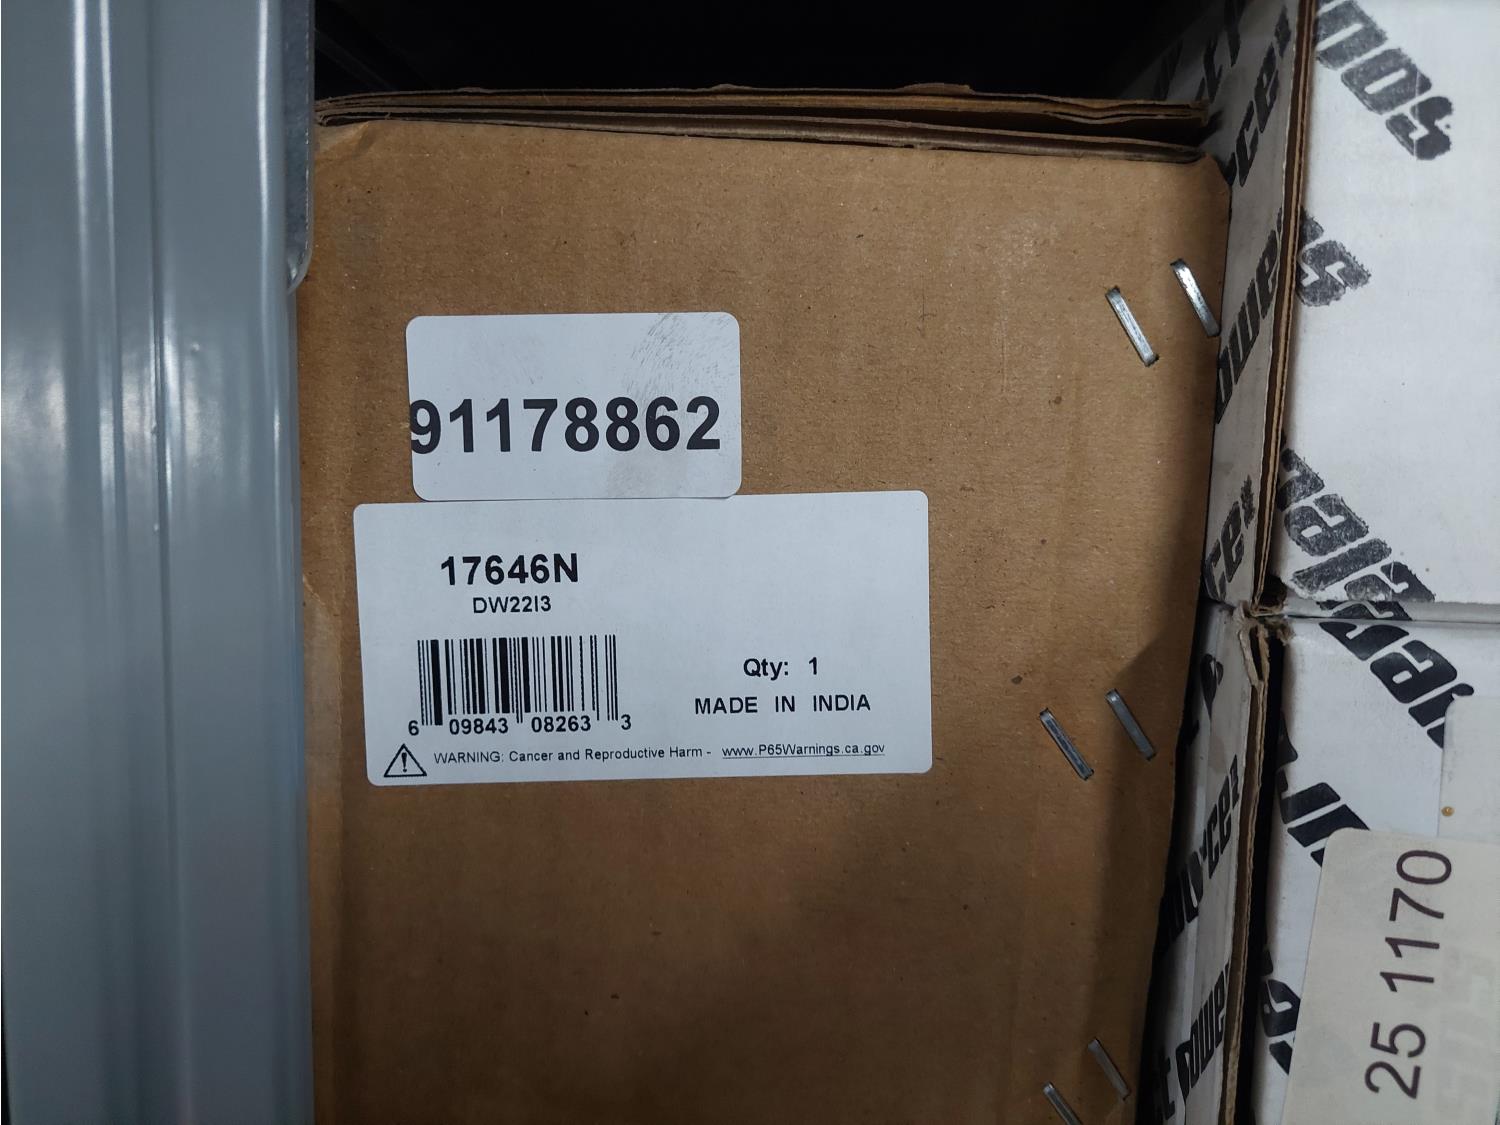 91178862
17646N
DW22I3
Qty: 1
MADE IN INDIA
6 09843 08263 3
WARNING: Cancer and Reproductive Harm - www.P65Warnings.ca.gov
25 1170